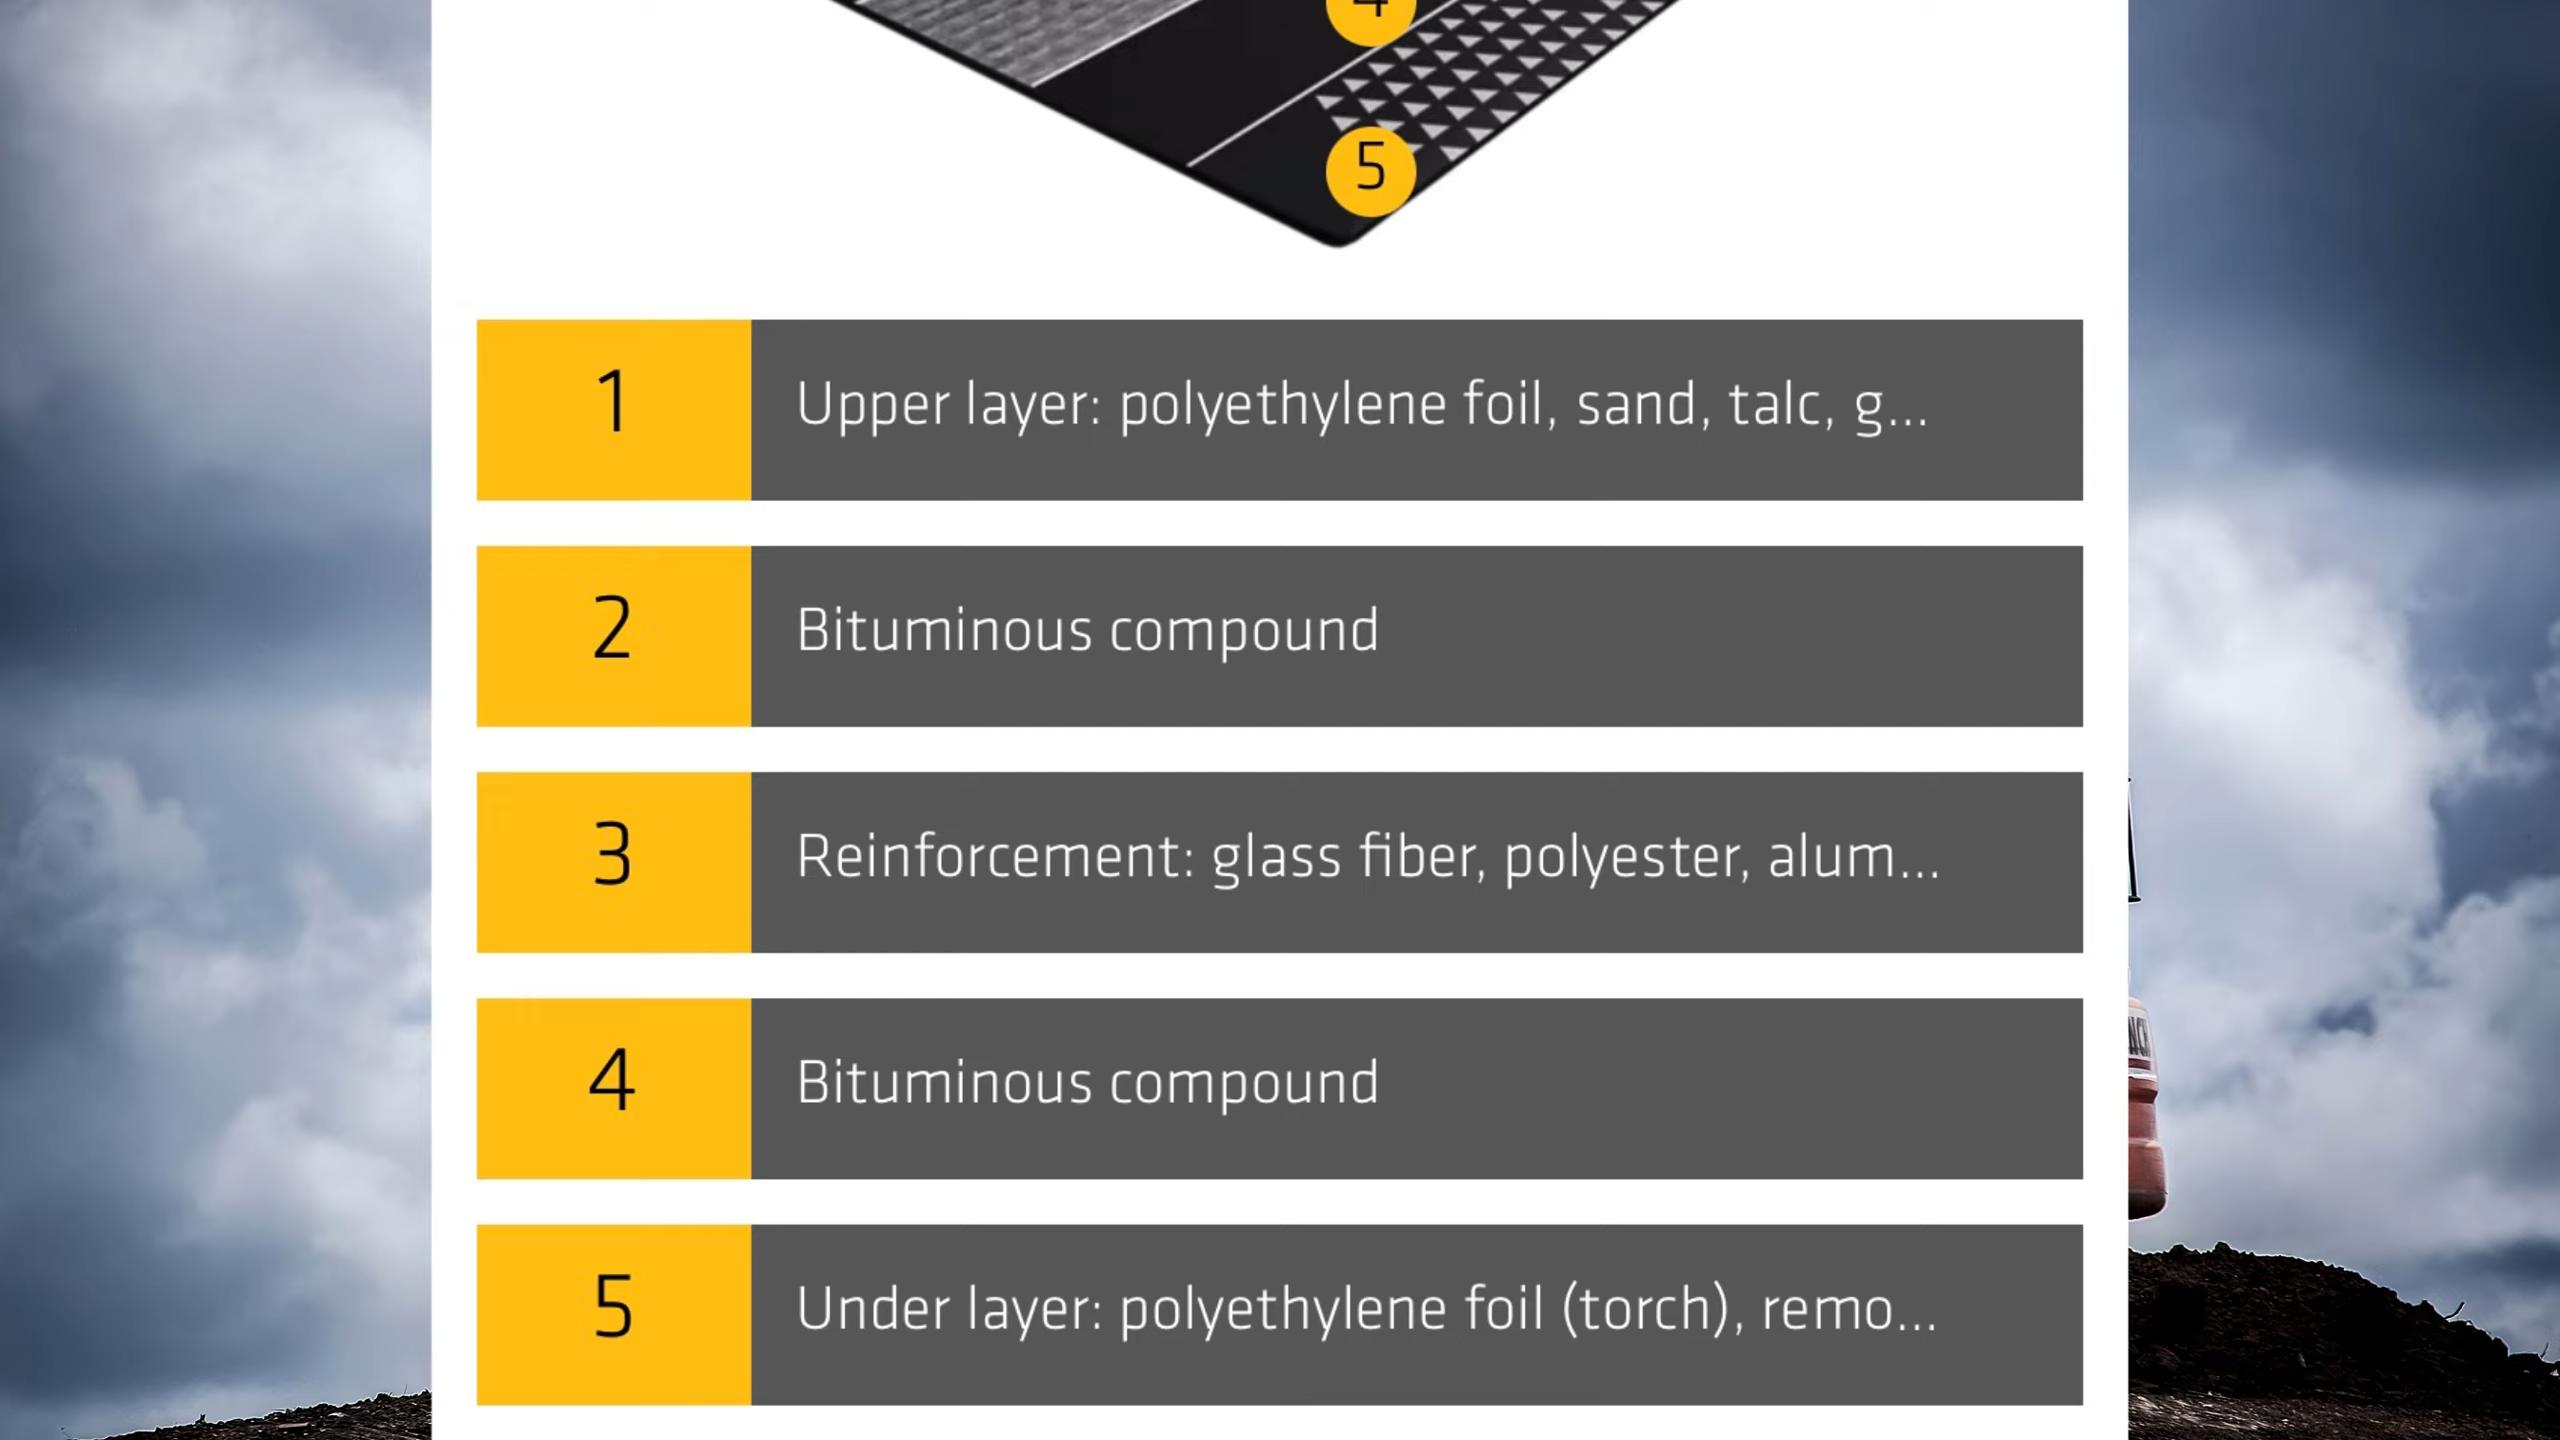 4
5
1 Upper layer: polyethylene foil, sand, talc, g...
2 Bituminous compound
3 Reinforcement: glass fiber, polyester, alum...
4 Bituminous compound
5 Under layer: polyethylene foil (torch), remo...